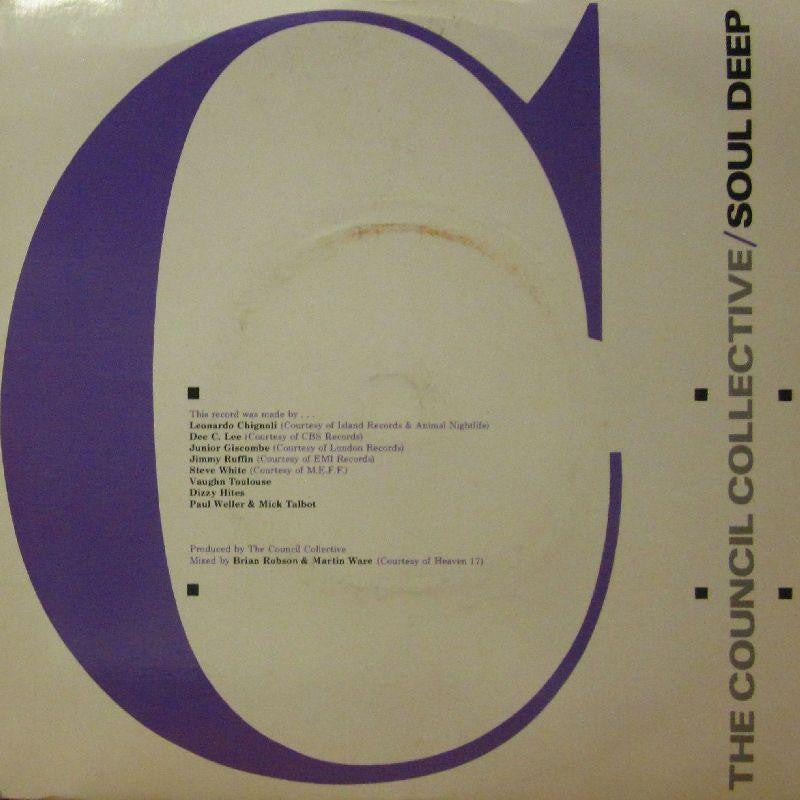 C
THE COUNCIL COLLECTIVE/SOUL DEEP
This record was made by . . .
Leonardo Chignoli (Courtesy of Island Records & Animal Nightlife)
Dee C. Lee (Courtesy of CBS Records)
Junior Giscombe (Courtesy of London Records)
Jimmy Ruffin (Courtesy of EMI Records)
Steve White (Courtesy of M.E.F.F.)
Vaughn Toulouse
Dizzy Hites
Paul Weller & Mick Talbot
Produced by The Council Collective
Mixed by Brian Robson & Martin Ware (Courtesy of Heaven 17)